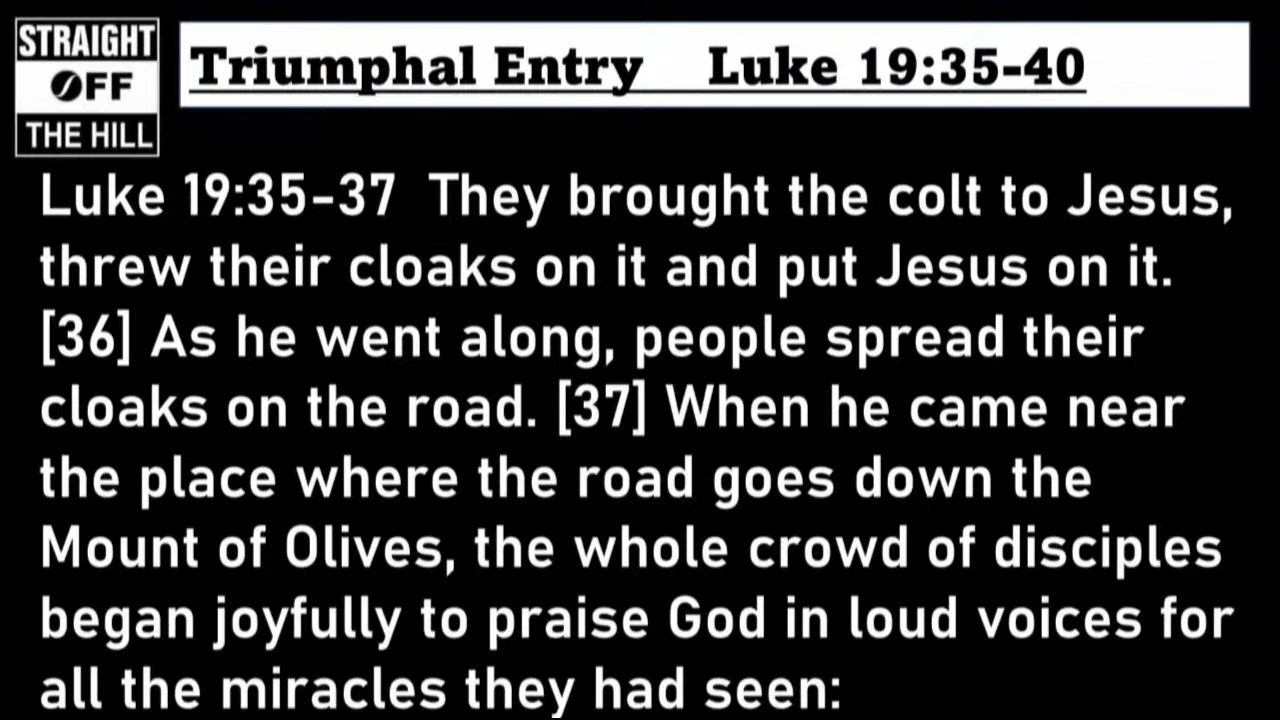 STRAIGHT
OFF
THE HILL
Triumphal Entry Luke 19:35-40
Luke 19:35-37 They brought the colt to Jesus,
threw their cloaks on it and put Jesus on it.
[36] As he went along, people spread their
cloaks on the road. [37] When he came near
the place where the road goes down the
Mount of Olives, the whole crowd of disciples
began joyfully to praise God in loud voices for
all the miracles they had seen: